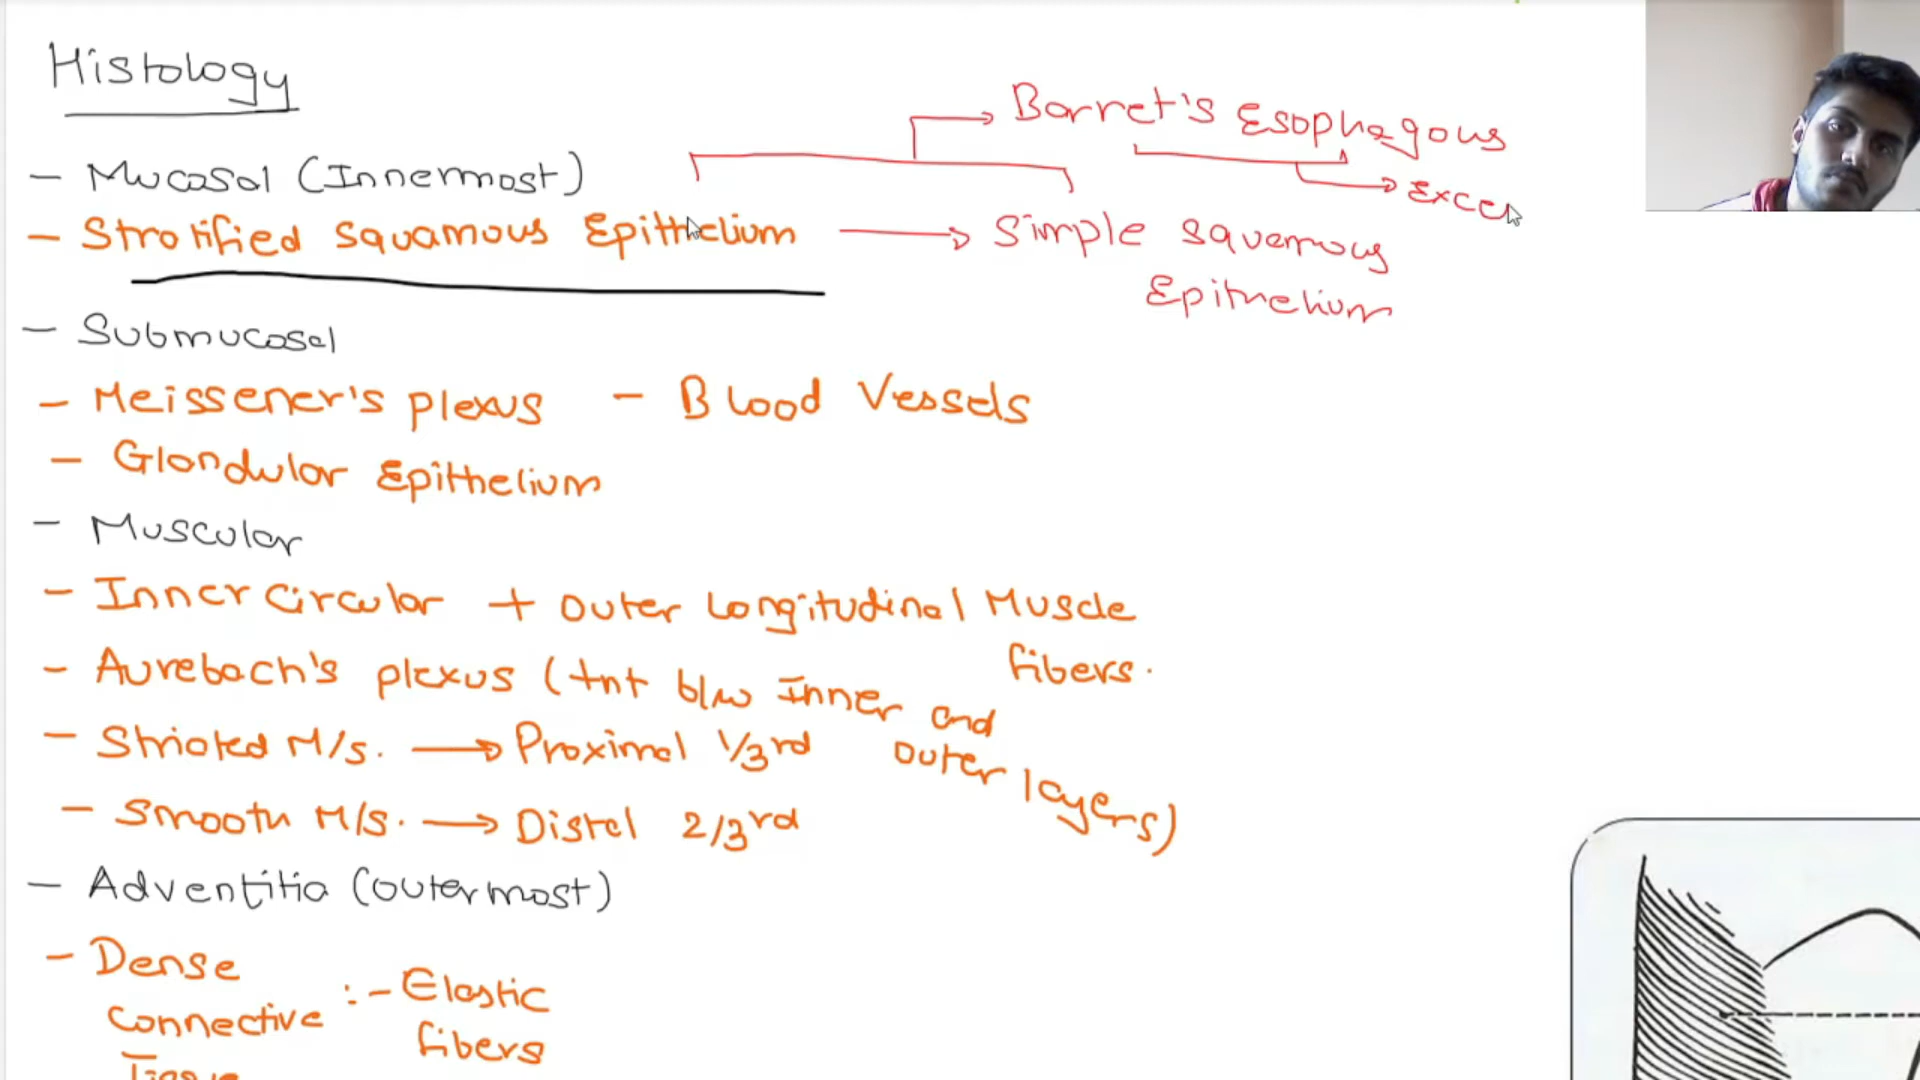 Histology
Barret's Esophagous
Exce
- Mucosal (Innermost)
- Stratified Squamous Epithelium → Simple squamous
Epithelium
- Submucosal
- Meissener's plexus - Blood Vessels
- Glandular Epithelium
- Muscular
- Inner Circular + Outer Longitudinal Muscle
fibers.
- Aurebach's plexus (tnt b/w Inner and
outer layers)
- Striated M/s. → Proximal 1/3rd
- Smooth M/s. → Distal 2/3rd
- Adventitia (outermost)
- Dense
connective :- Elastic
fibers
Tissue